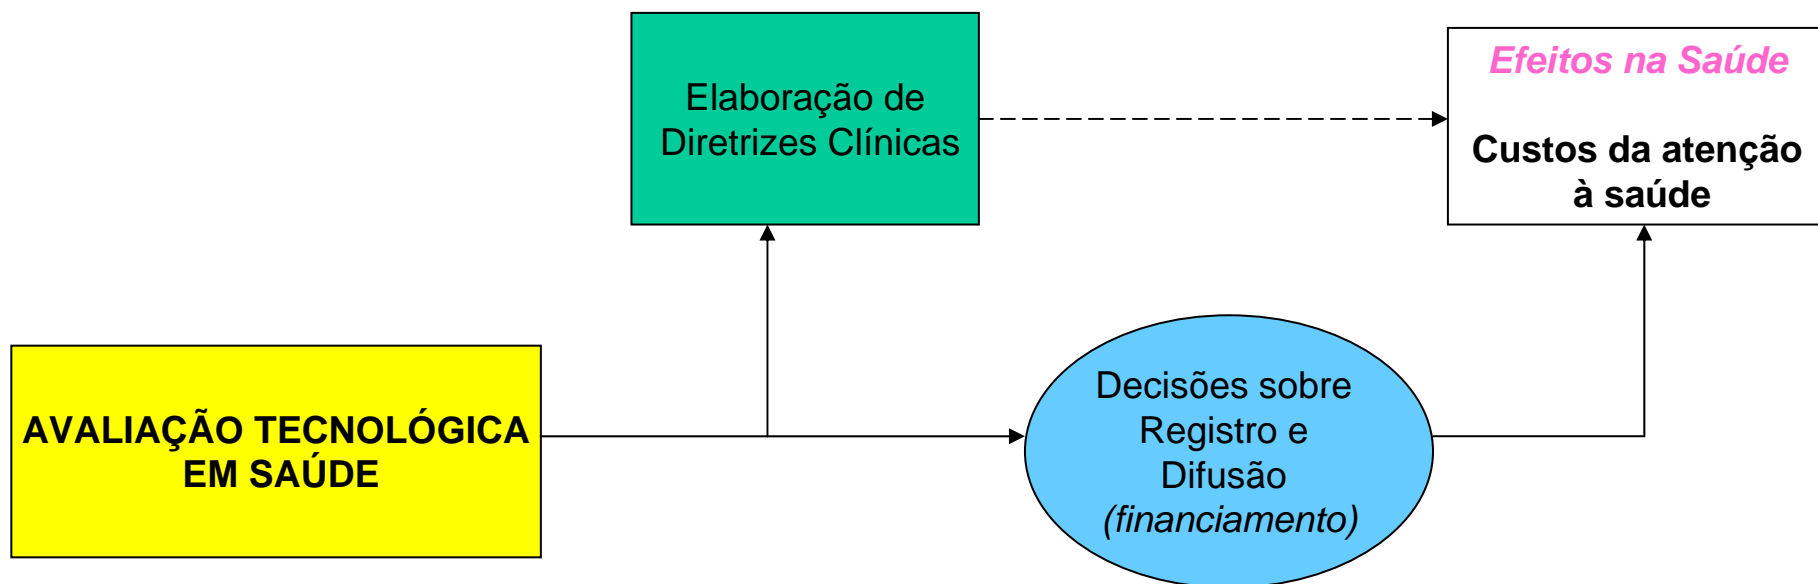 Elaboração de
Diretrizes Clínicas
Efeitos na Saúde
Custos da atenção
à saúde
AVALIAÇÃO TECNOLÓGICA
EM SAÚDE
Decisões sobre
Registro e
Difusão
(financiamento)